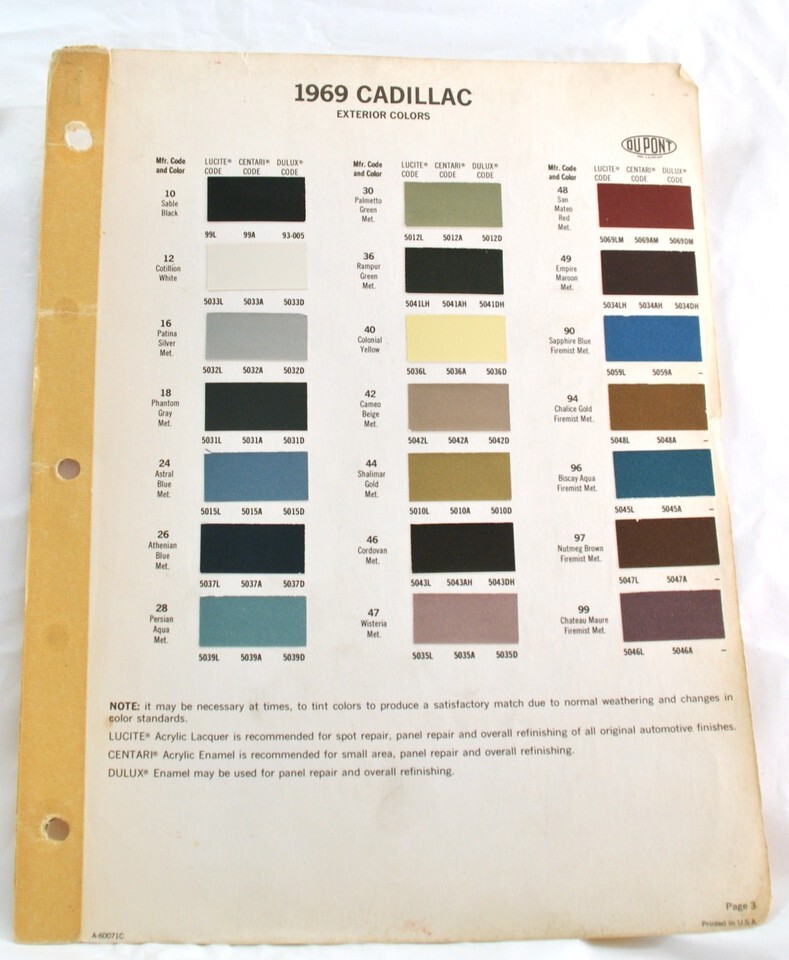 1969 CADILLAC
EXTERIOR COLORS
DU PONT
Mfr. Code and Color LUCITE® CODE CENTARI® CODE DULUX® CODE
10
Sable
Black
99L 99A 93-005
12
Cotillion
White
5033L 5033A 5033D
16
Patina
Silver
Met.
5032L 5032A 5032D
18
Phantom
Gray
Met.
5031L 5031A 5031D
24
Astral
Blue
Met.
5015L 5015A 5015D
26
Athenian
Blue
Met.
5037L 5037A 5037D
28
Persian
Aqua
Met.
5039L 5039A 5039D
Mfr. Code and Color LUCITE® CODE CENTARI® CODE DULUX® CODE
30
Palmetto
Green
Met.
5012L 5012A 5012D
36
Rampur
Green
Met.
5041LH 5041AH 5041DH
40
Colonial
Yellow
5036L 5036A 5036D
42
Cameo
Beige
Met.
5042L 5042A 5042D
44
Shalimar
Gold
Met.
5010L 5010A 5010D
46
Cordovan
Met.
5043L 5043AH 5043DH
47
Wisteria
Met.
5035L 5035A 5035D
Mfr. Code and Color LUCITE® CODE CENTARI® CODE DULUX® CODE
48
San
Mateo
Red
Met.
5069LM 5069AM 5069DM
49
Empire
Maroon
Met.
5034LH 5034AH 5034DH
90
Sapphire Blue
Firemist Met.
5059L 5059A –
94
Chalice Gold
Firemist Met.
5048L 5048A –
96
Biscay Aqua
Firemist Met.
5045L 5045A –
97
Nutmeg Brown
Firemist Met.
5047L 5047A –
99
Chateau Maure
Firemist Met.
5046L 5046A –
NOTE: it may be necessary at times, to tint colors to produce a satisfactory match due to normal weathering and changes in
color standards.
LUCITE® Acrylic Lacquer is recommended for spot repair, panel repair and overall refinishing of all original automotive finishes.
CENTARI® Acrylic Enamel is recommended for small area, panel repair and overall refinishing.
DULUX® Enamel may be used for panel repair and overall refinishing.
Page 3
A-60071C
Printed in U.S.A.